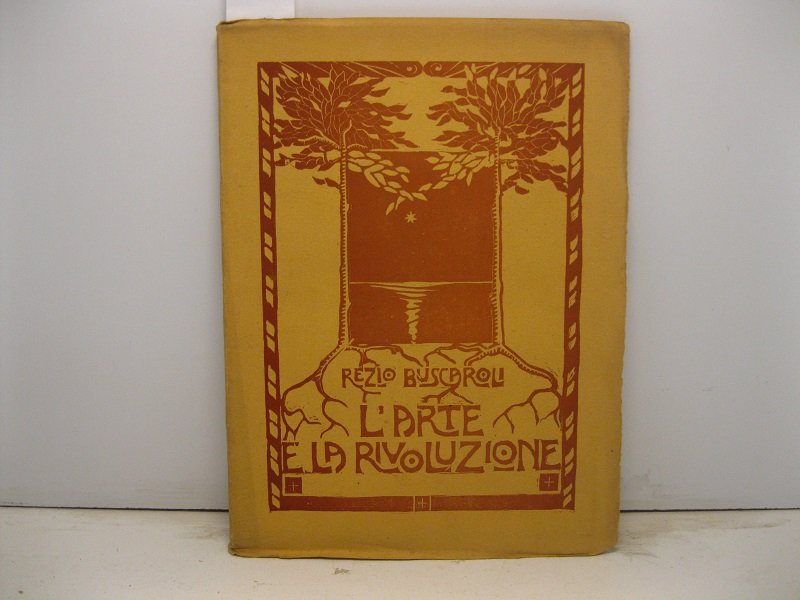 REZIO BUSCAROLI
L'ARTE
E LA RIVOLUZIONE